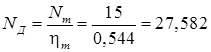 N_Д = N_m / η_m = 15 / 0,544 = 27,582